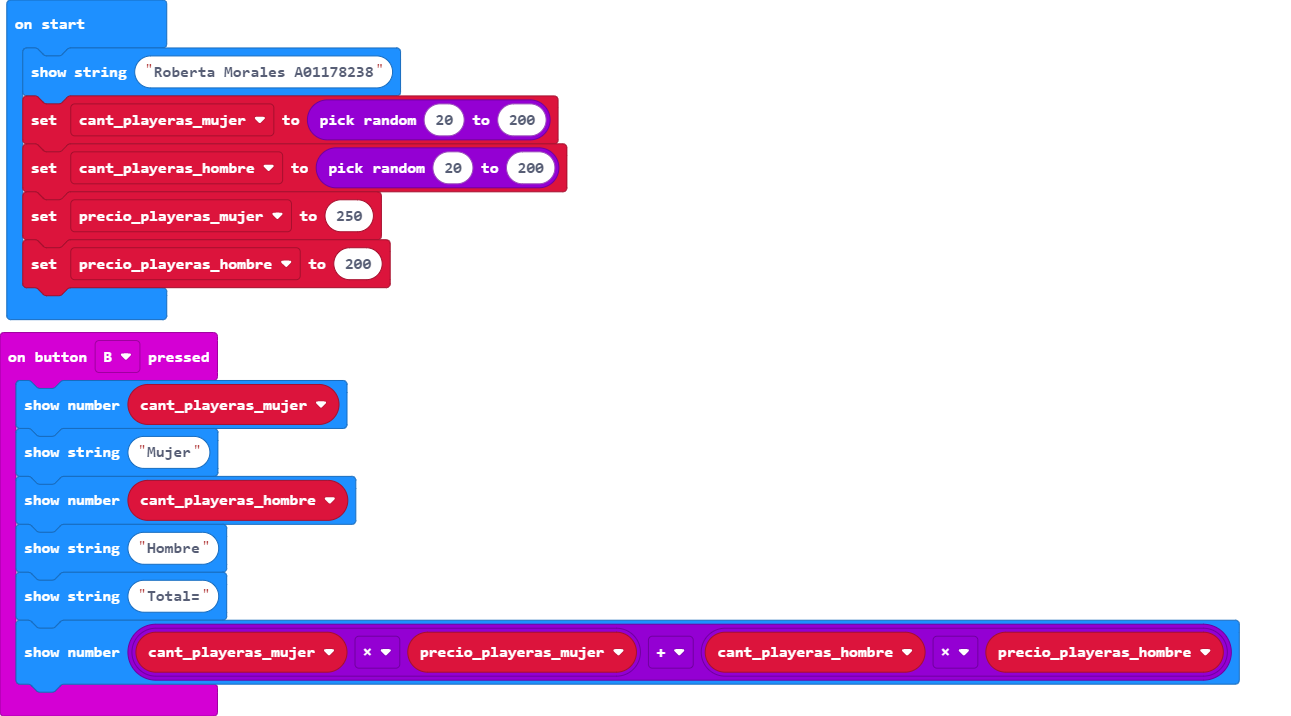 on start
show string "Roberta Morales A01178238"
set cant_playeras_mujer to pick random 20 to 200
set cant_playeras_hombre to pick random 20 to 200
set precio_playeras_mujer to 250
set precio_playeras_hombre to 200
on button B pressed
show number cant_playeras_mujer
show string "Mujer"
show number cant_playeras_hombre
show string "Hombre"
show string "Total="
show number cant_playeras_mujer × precio_playeras_mujer + cant_playeras_hombre × precio_playeras_hombre